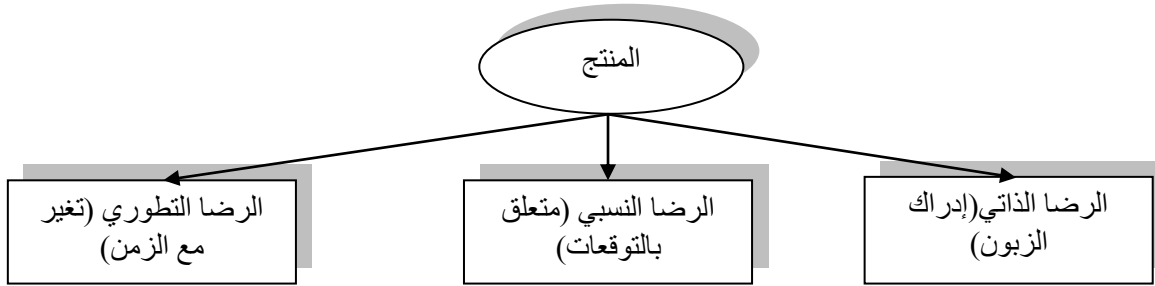 المنتج
الرضا الذاتي(إدراك
الزبون)
الرضا النسبي (متعلق
بالتوقعات)
الرضا التطوري (تغير
مع الزمن)